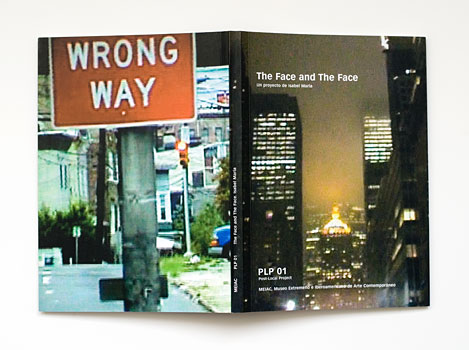 WRONG
WAY
The Face and The Face Isabel María
PLP 01
MEIAC
The Face and The Face
Un proyecto de Isabel María
PLP 01
Post-Local Project
MEIAC, Museo Extremeño e Iberoamericano de Arte Contemporáneo